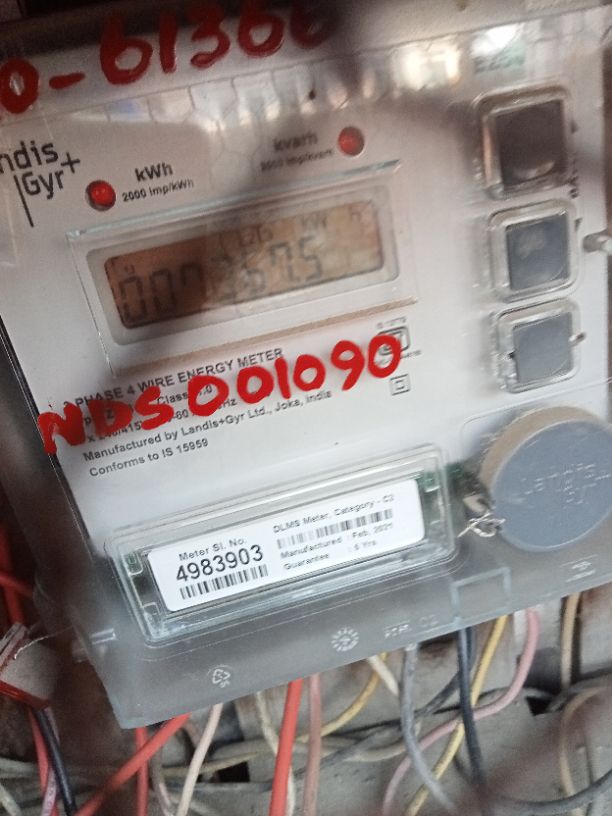 0-61366
Landis
Gyr+
kWh
2000 imp/kWh
kvarh
3 PHASE 4 WIRE ENERGY METER
NDS001090
Manufactured by Landis+Gyr Ltd., Joka, India
Conforms to IS 15959
Landis
Gyr
Meter Sl. No.
4983903
DLMS Meter, Category - C2
Manufactured : Feb, 2021
Guarantee : 5 Yrs